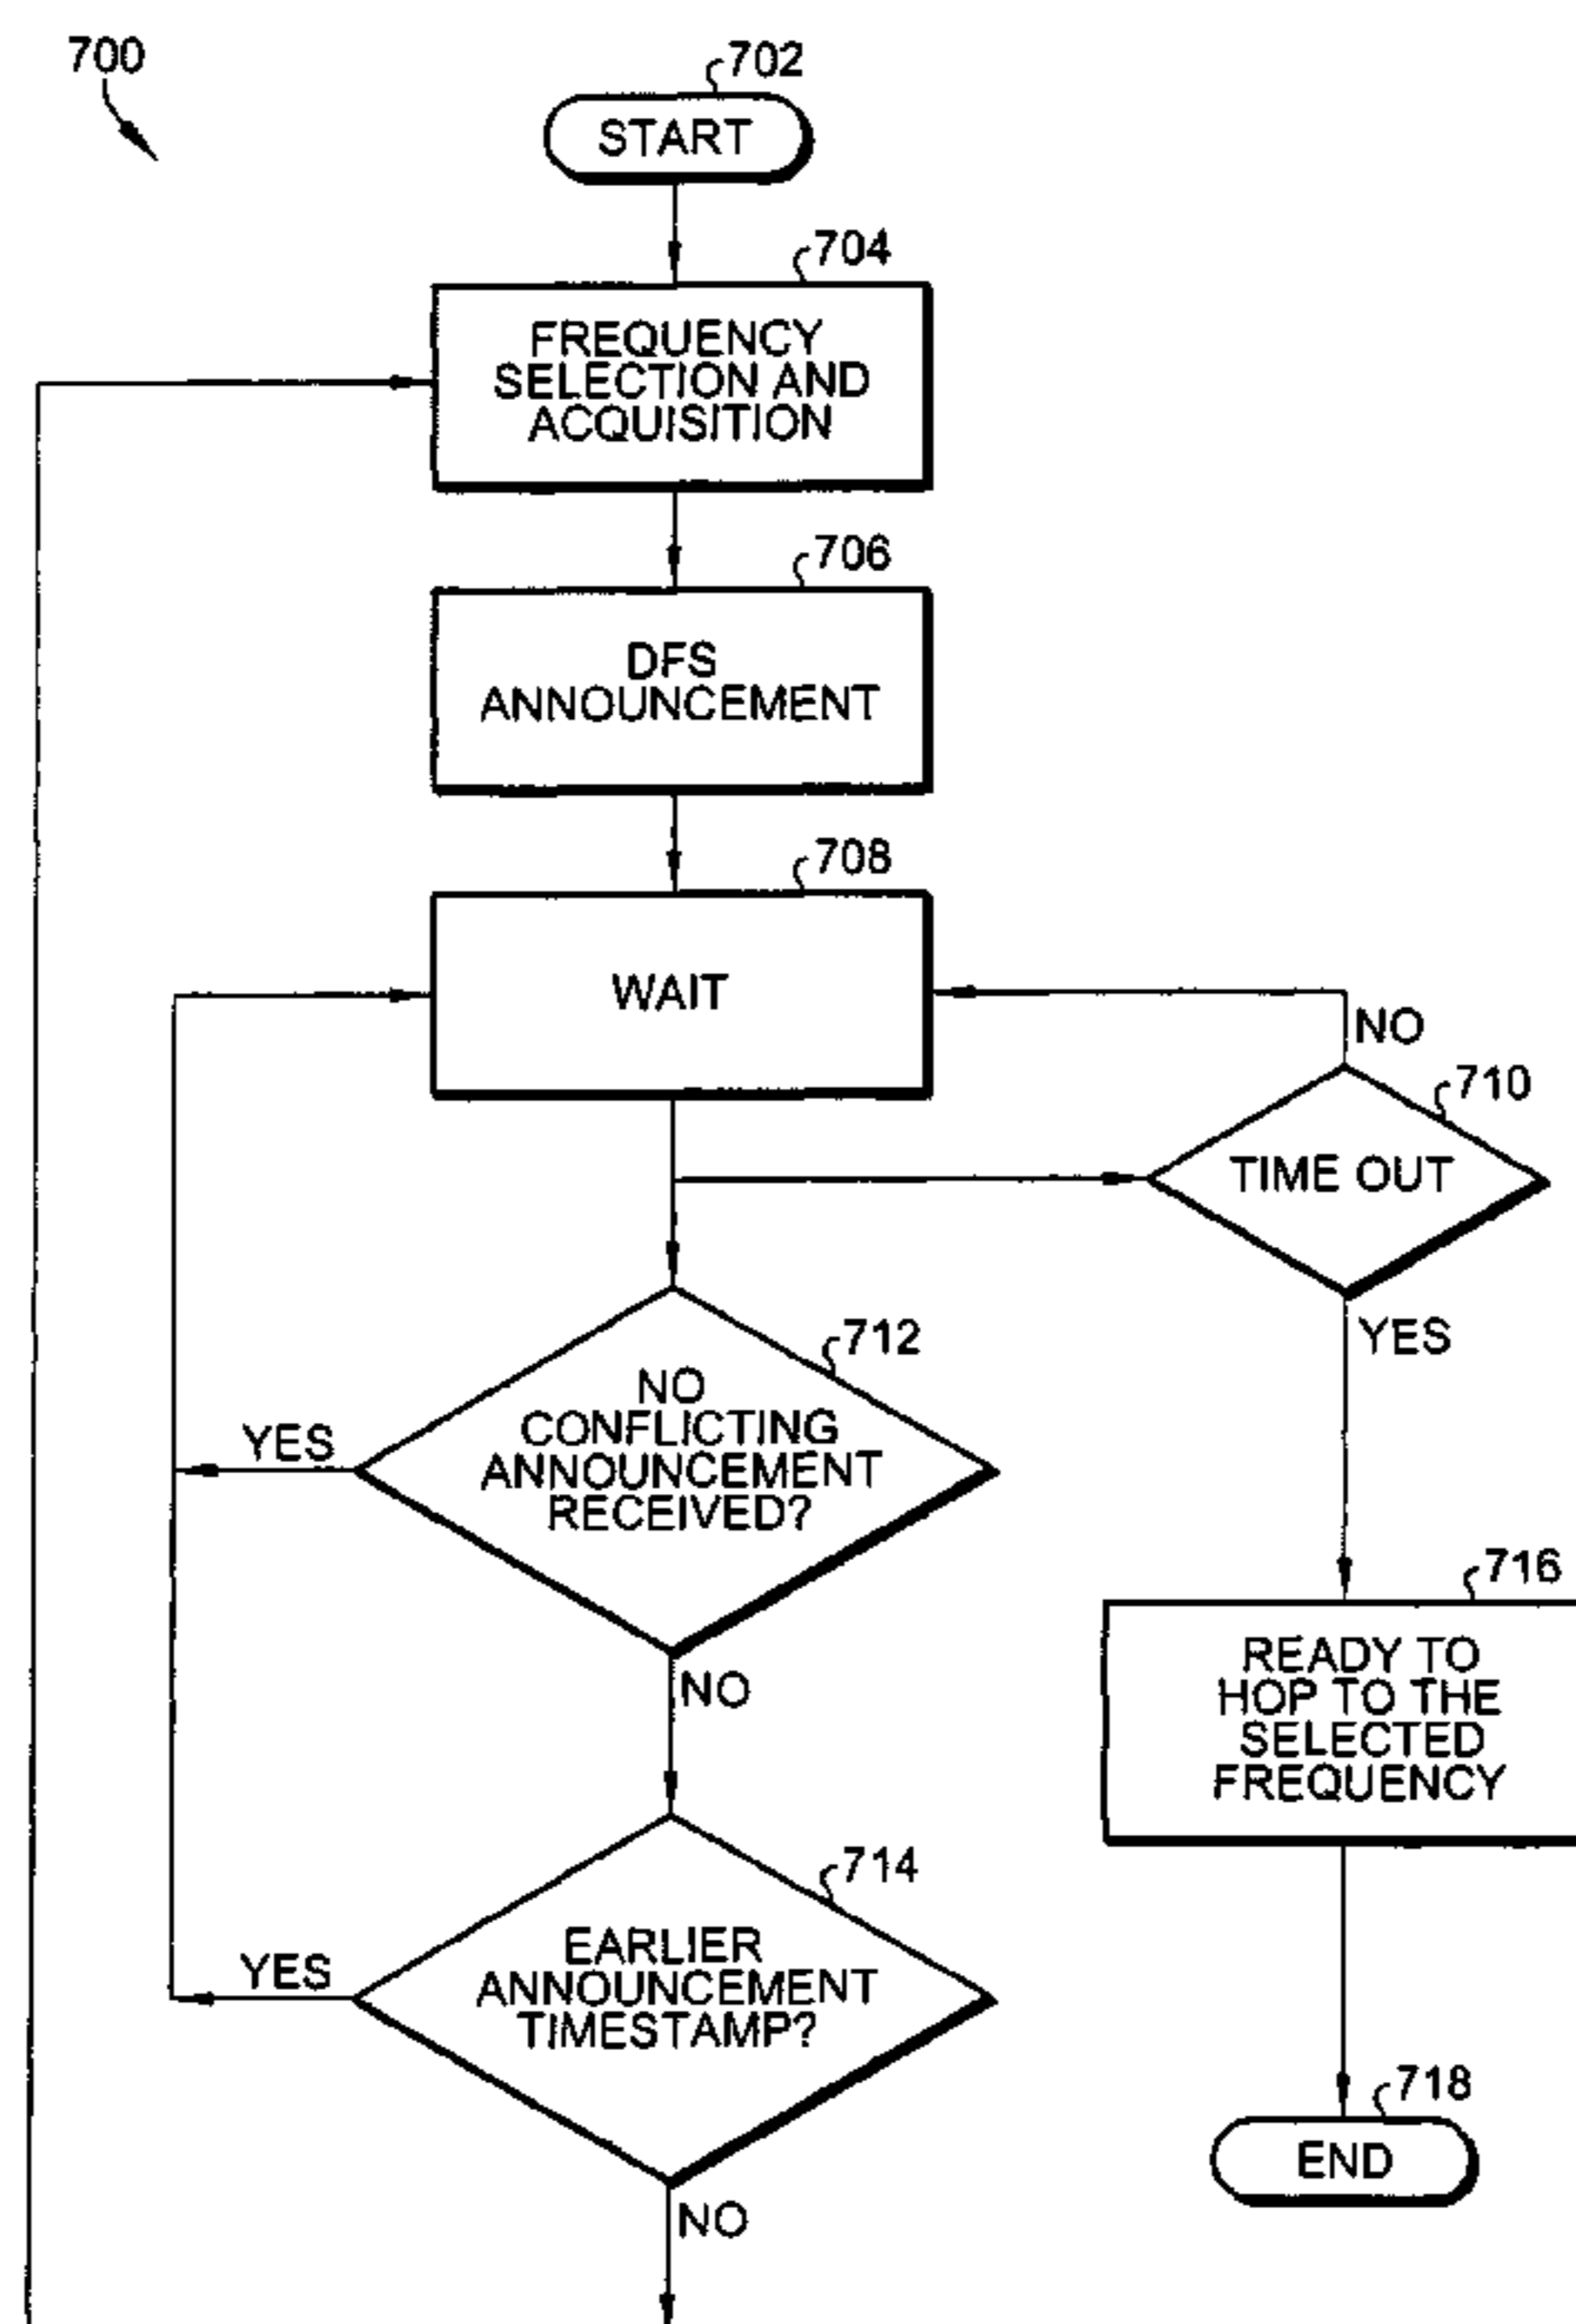 700
702
START
704
FREQUENCY
SELECTION AND
ACQUISITION
706
DFS
ANNOUNCEMENT
708
WAIT
NO
710
TIME OUT
YES
712
NO
CONFLICTING
ANNOUNCEMENT
RECEIVED?
YES
NO
716
READY TO
HOP TO THE
SELECTED
FREQUENCY
714
EARLIER
ANNOUNCEMENT
TIMESTAMP?
YES
NO
718
END